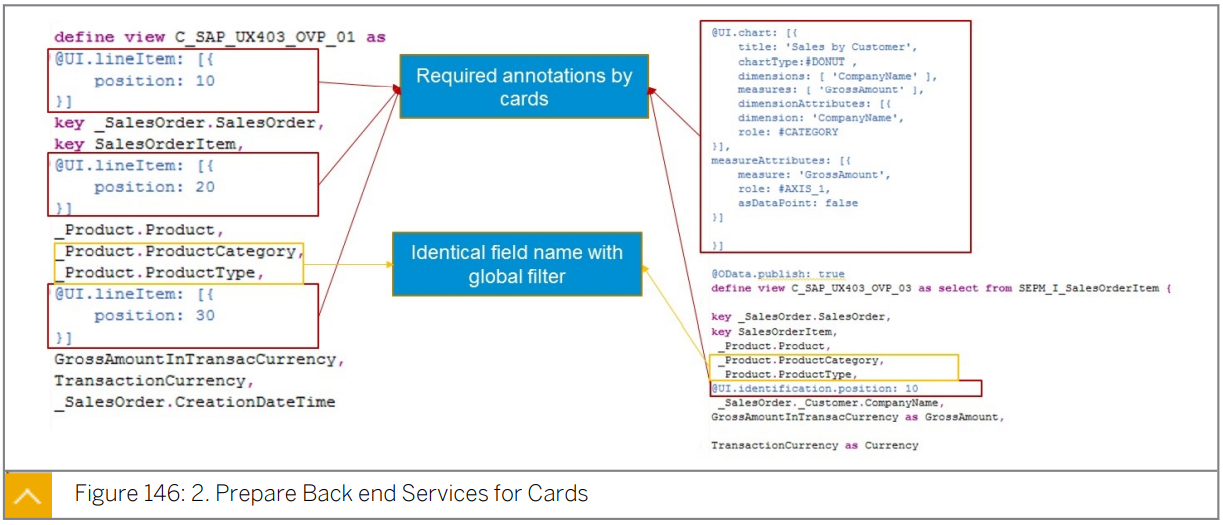 define view C_SAP_UX403_OVP_01 as
@UI.lineItem: [{
position: 10
}]
key _SalesOrder.SalesOrder,
key SalesOrderItem,
@UI.lineItem: [{
position: 20
}]
_Product.Product,
_Product.ProductCategory,
_Product.ProductType,
@UI.lineItem: [{
position: 30
}]
GrossAmountInTransacCurrency,
TransactionCurrency,
_SalesOrder.CreationDateTime
Required annotations by
cards
Identical field name with
global filter
@UI.chart: [{
title: 'Sales by Customer',
chartType:#DONUT ,
dimensions: [ 'CompanyName' ],
measures: [ 'GrossAmount' ],
dimensionAttributes: [{
dimension: 'CompanyName',
role: #CATEGORY
}],
measureAttributes: [{
measure: 'GrossAmount',
role: #AXIS_1,
asDataPoint: false
}]
}]
@OData.publish: true
define view C_SAP_UX403_OVP_03 as select from SEPM_I_SalesOrderItem {
key _SalesOrder.SalesOrder,
key SalesOrderItem,
_Product.Product,
_Product.ProductCategory,
_Product.ProductType,
@UI.identification.position: 10
_SalesOrder._Customer.CompanyName,
GrossAmountInTransacCurrency as GrossAmount,
TransactionCurrency as Currency
Figure 146: 2. Prepare Back end Services for Cards